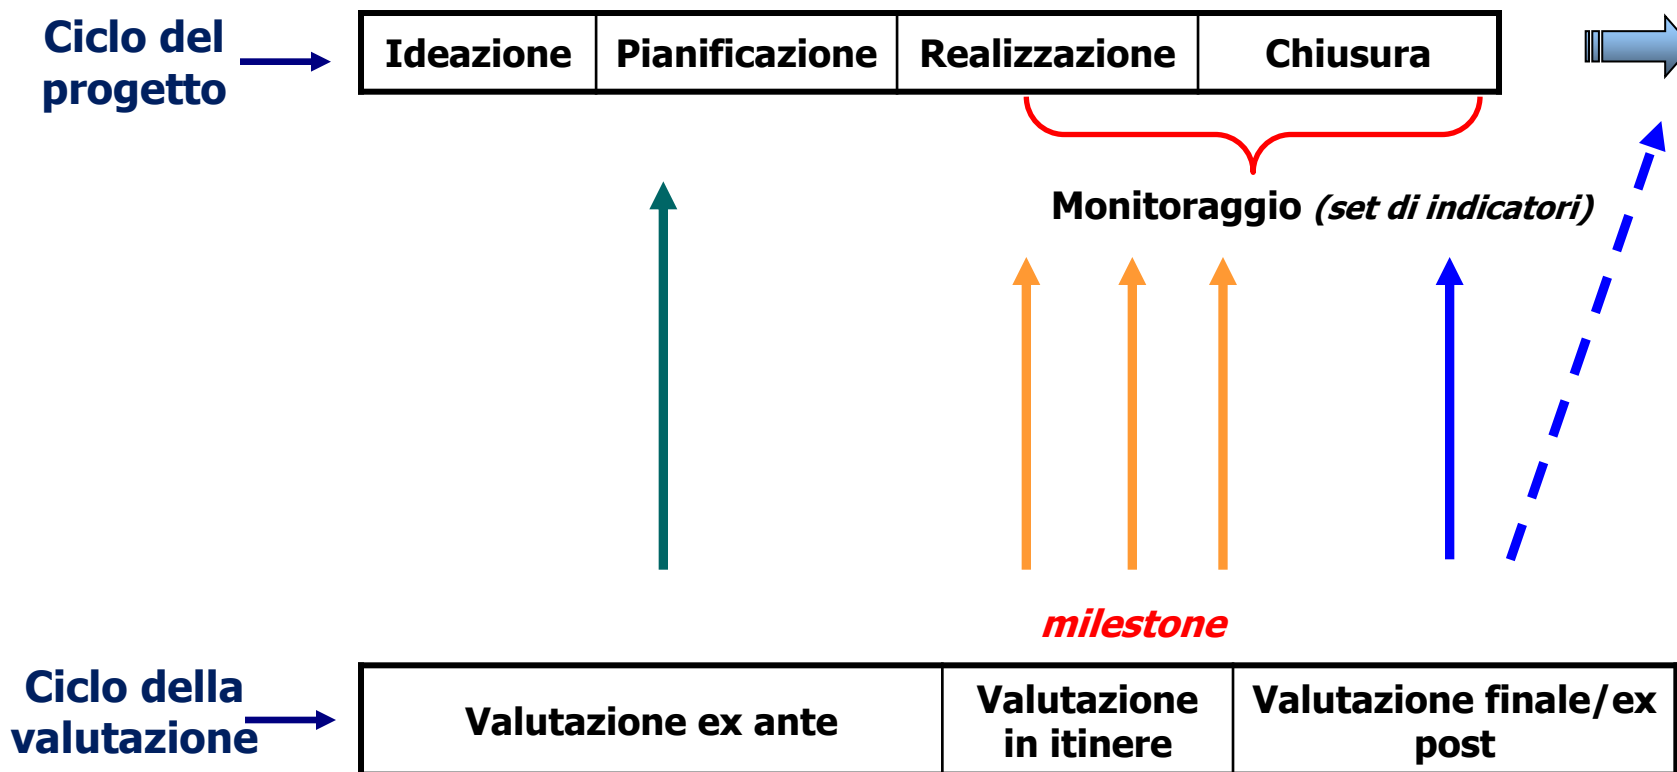 Ciclo del
progetto
Ideazione
Pianificazione
Realizzazione
Chiusura
Monitoraggio (set di indicatori)
milestone
Ciclo della
valutazione
Valutazione ex ante
Valutazione
in itinere
Valutazione finale/ex
post